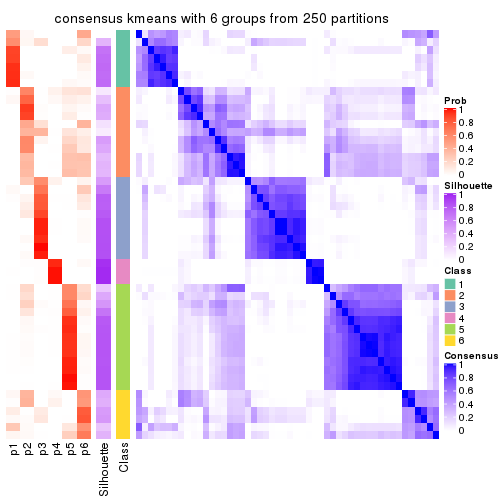 consensus kmeans with 6 groups from 250 partitions
Prob
1
0.8
0.6
0.4
0.2
0
Silhouette
1
0.8
0.6
0.4
0.2
0
Class
1
2
3
4
5
6
Consensus
1
0.8
0.6
0.4
0.2
0
p1
p2
p3
p4
p5
p6
Silhouette
Class